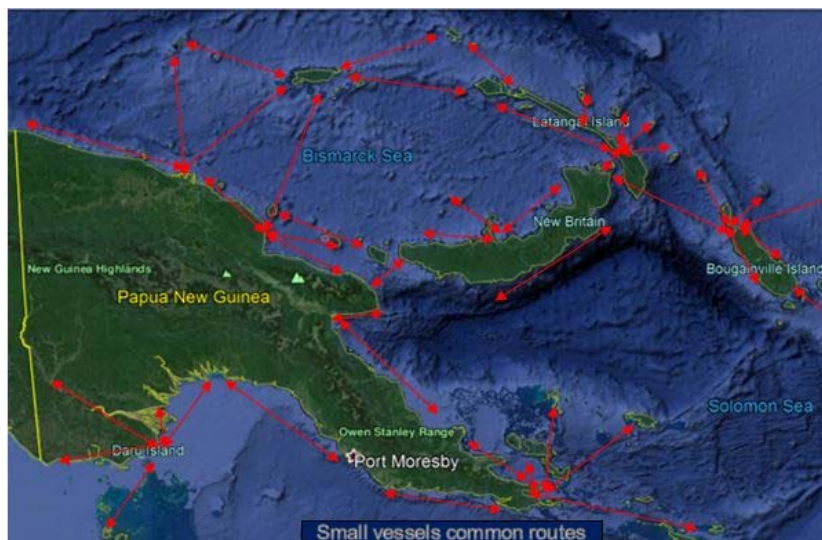 Latangai Island
Bismarck Sea
New Britain
New Guinea Highlands
Bougainville Island
Papua New Guinea
Solomon Sea
Owen Stanley Range
Daru Island
Port Moresby
Small vessels common routes